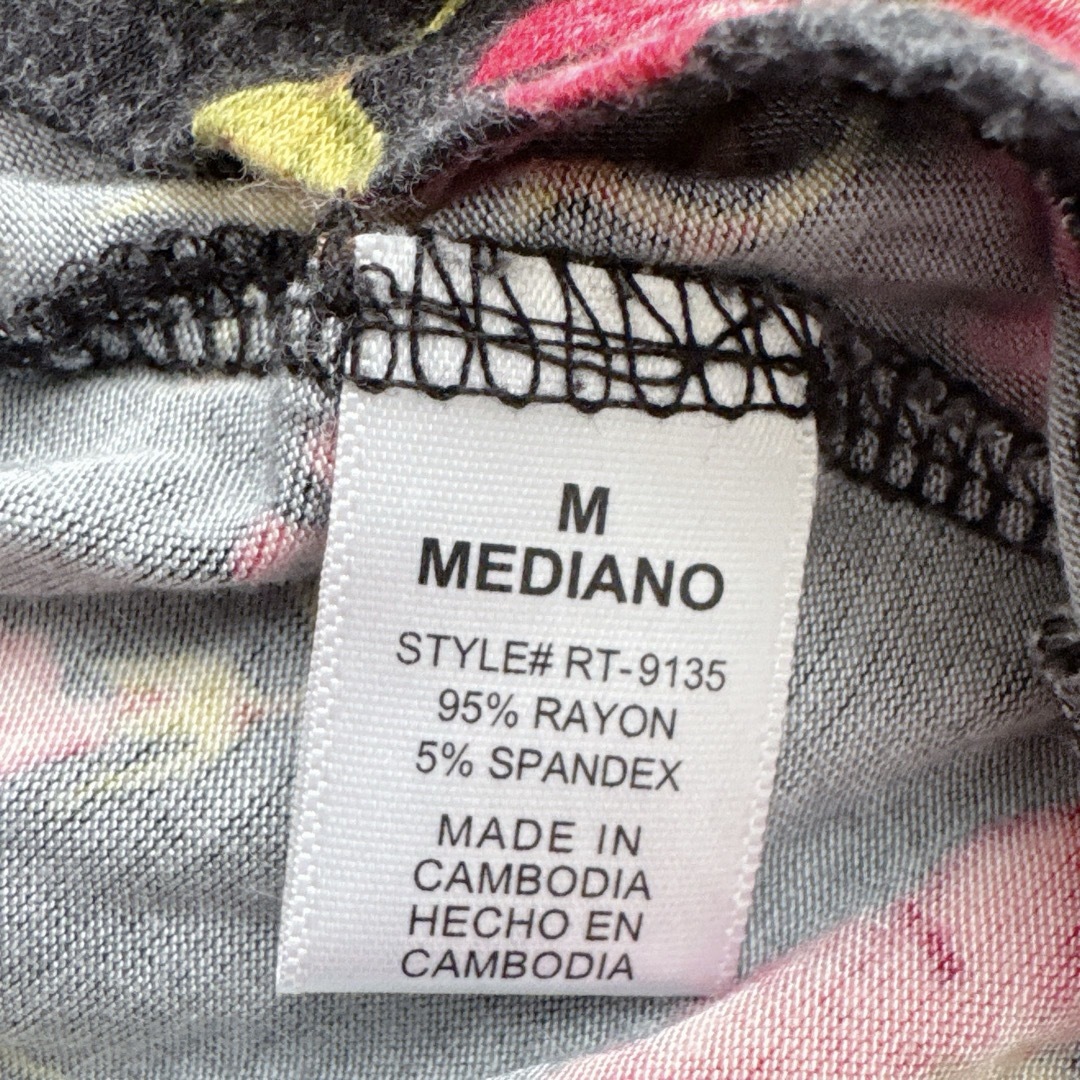 M
MEDIANO
STYLE# RT-9135
95% RAYON
5% SPANDEX
MADE IN
CAMBODIA
HECHO EN
CAMBODIA